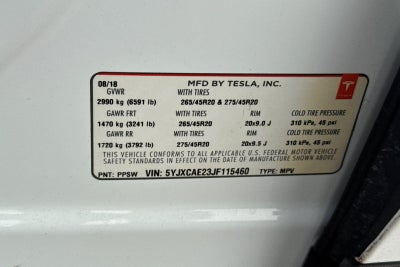 08/18 MFD BY TESLA, INC.
GVWR WITH TIRES
2990 kg (6591 lb) 265/45R20 & 275/45R20
GAWR FRT WITH TIRES RIM COLD TIRE PRESSURE
1470 kg (3241 lb) 265/45R20 20x9.0 J 310 kPa, 45 psi
GAWR RR WITH TIRES RIM COLD TIRE PRESSURE
1720 kg (3792 lb) 275/45R20 20x9.5 J 310 kPa, 45 psi
THIS VEHICLE CONFORMS TO ALL APPLICABLE U.S. FEDERAL MOTOR VEHICLE
SAFETY STANDARDS IN EFFECT ON THE DATE OF MANUFACTURE SHOWN ABOVE.
PNT: PPSW VIN: 5YJXCAE23JF115460 TYPE: MPV